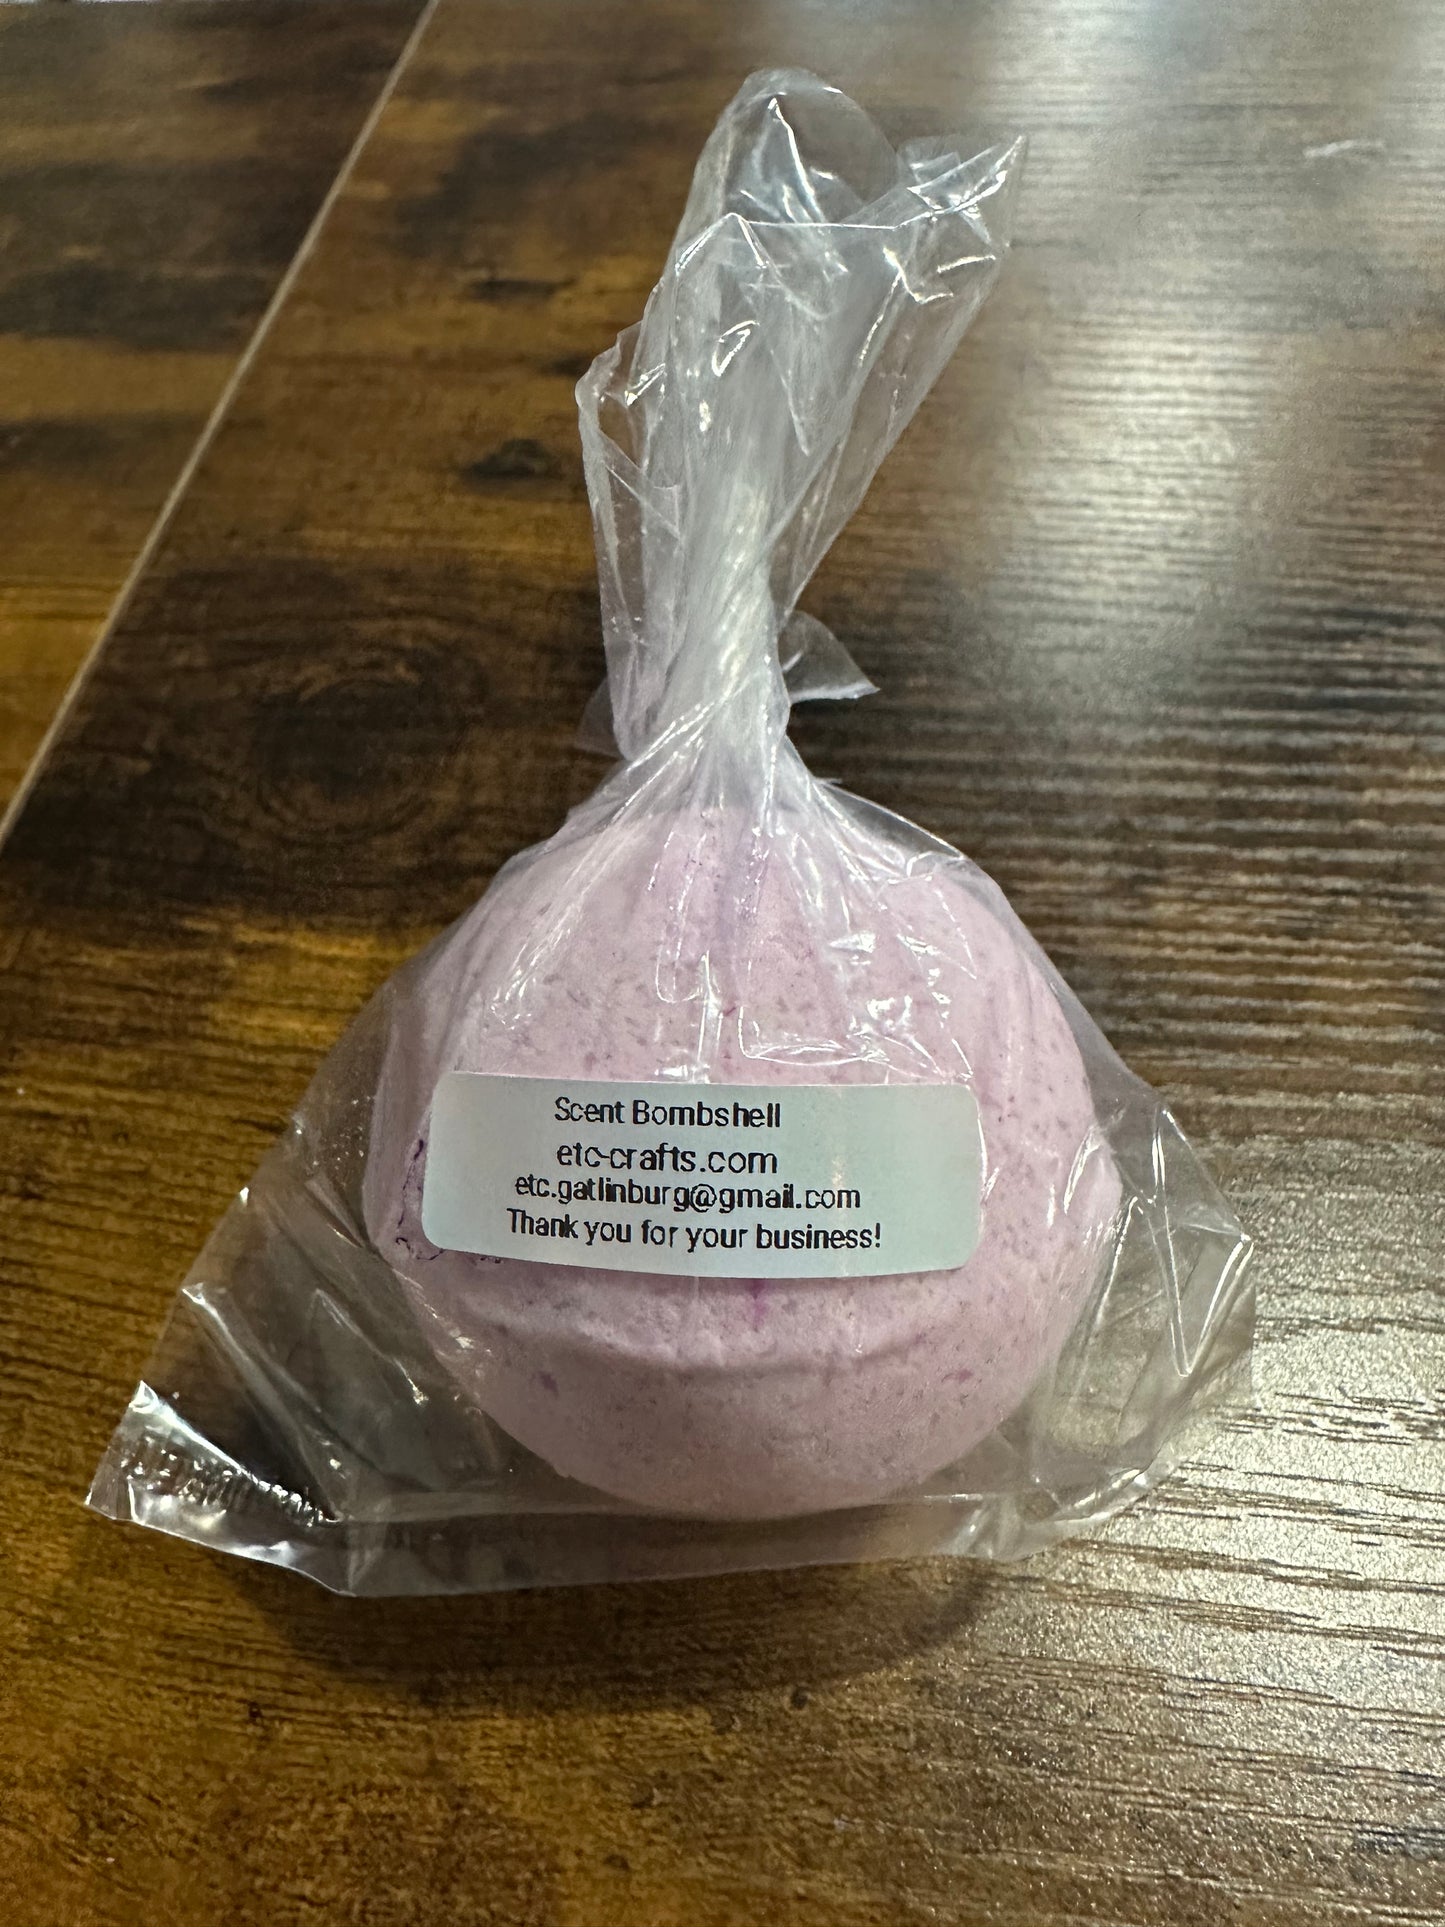 Scent Bombshell
etc-crafts.com
etc.gatlinburg@gmail.com
Thank you for your business!